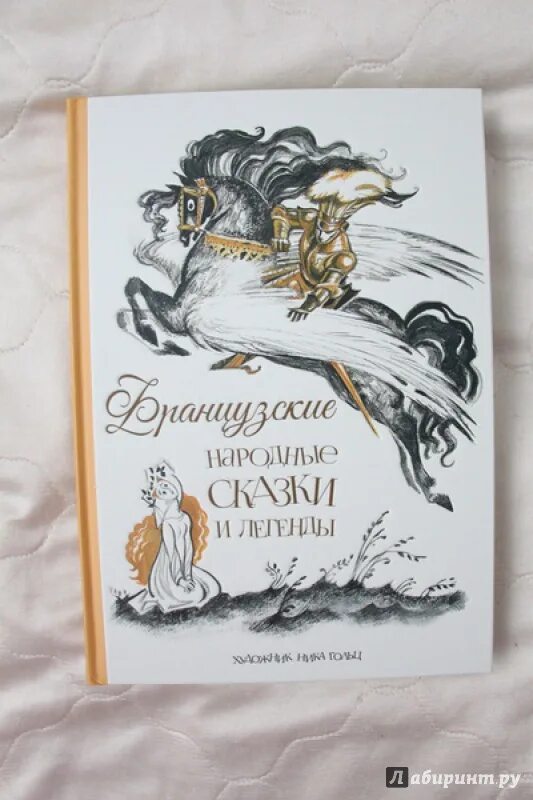 Французские
народные
сказки
и легенды
художник Ника Гольц
Лабиринт.ру